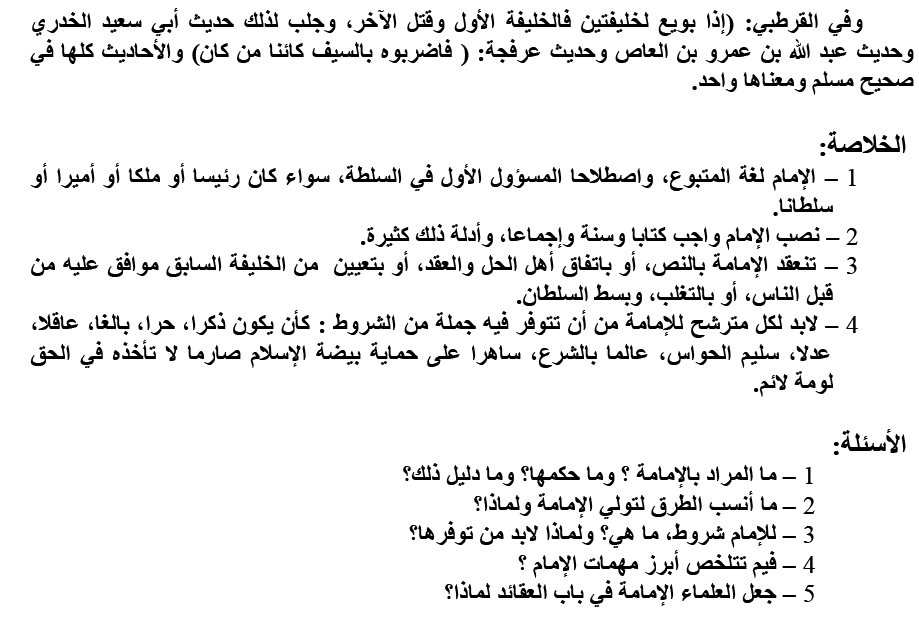 وفي القرطبي: (إذا بويع لخليفتين فالخليفة الأول وقتل الآخر، وجلب لذلك حديث أبي سعيد الخدري
وحديث عبد الله بن عمرو بن العاص وحديث عرفجة: ( فاضربوه بالسيف كائنا من كان) والأحاديث كلها في
صحيح مسلم ومعناها واحد.
الخلاصة:
1 – الإمام لغة المتبوع، واصطلاحا المسؤول الأول في السلطة، سواء كان رئيسا أو ملكا أو أميرا أو
سلطانا.
2 – نصب الإمام واجب كتابا وسنة وإجماعا، وأدلة ذلك كثيرة.
3 – تنعقد الإمامة بالنص، أو باتفاق أهل الحل والعقد، أو بتعيين من الخليفة السابق موافق عليه من
قبل الناس، أو بالتغلب، وبسط السلطان.
4 – لابد لكل مترشح للإمامة من أن تتوفر فيه جملة من الشروط : كأن يكون ذكرا، حرا، بالغا، عاقلا،
عدلا، سليم الحواس، عالما بالشرع، ساهرا على حماية بيضة الإسلام صارما لا تأخذه في الحق
لومة لائم.
الأسئلة:
1 – ما المراد بالإمامة ؟ وما حكمها؟ وما دليل ذلك؟
2 – ما أنسب الطرق لتولي الإمامة ولماذا؟
3 – للإمام شروط، ما هي؟ ولماذا لابد من توفرها؟
4 – فيم تتلخص أبرز مهمات الإمام ؟
5 – جعل العلماء الإمامة في باب العقائد لماذا؟